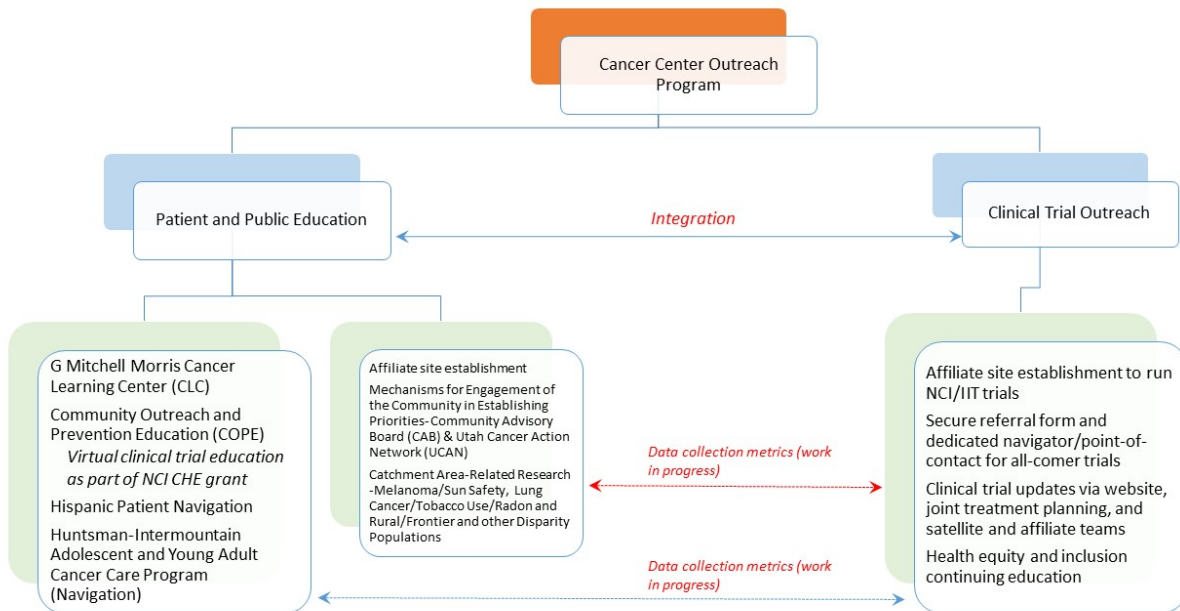 Cancer Center Outreach
Program
Patient and Public Education
Integration
Clinical Trial Outreach
G Mitchell Morris Cancer
Learning Center (CLC)
Community Outreach and
Prevention Education (COPE)
Virtual clinical trial education
as part of NCI CHE grant
Hispanic Patient Navigation
Huntsman-Intermountain
Adolescent and Young Adult
Cancer Care Program
(Navigation)
Affiliate site establishment
Mechanisms for Engagement of
the Community in Establishing
Priorities-Community Advisory
Board (CAB) & Utah Cancer Action
Network (UCAN)
Catchment Area-Related Research
-Melanoma/Sun Safety, Lung
Cancer/Tobacco Use/Radon and
Rural/Frontier and other Disparity
Populations
Data collection metrics (work
in progress)
Data collection metrics (work
in progress)
Affiliate site establishment to run
NCI/IIT trials
Secure referral form and
dedicated navigator/point-of-
contact for all-comer trials
Clinical trial updates via website,
joint treatment planning, and
satellite and affiliate teams
Health equity and inclusion
continuing education